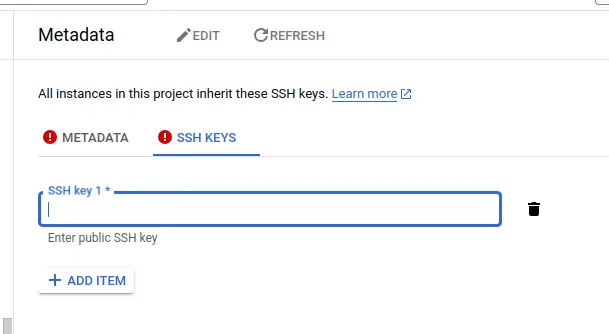 Metadata EDIT REFRESH
All instances in this project inherit these SSH keys. Learn more
METADATA SSH KEYS
SSH key 1 *
Enter public SSH key
ADD ITEM